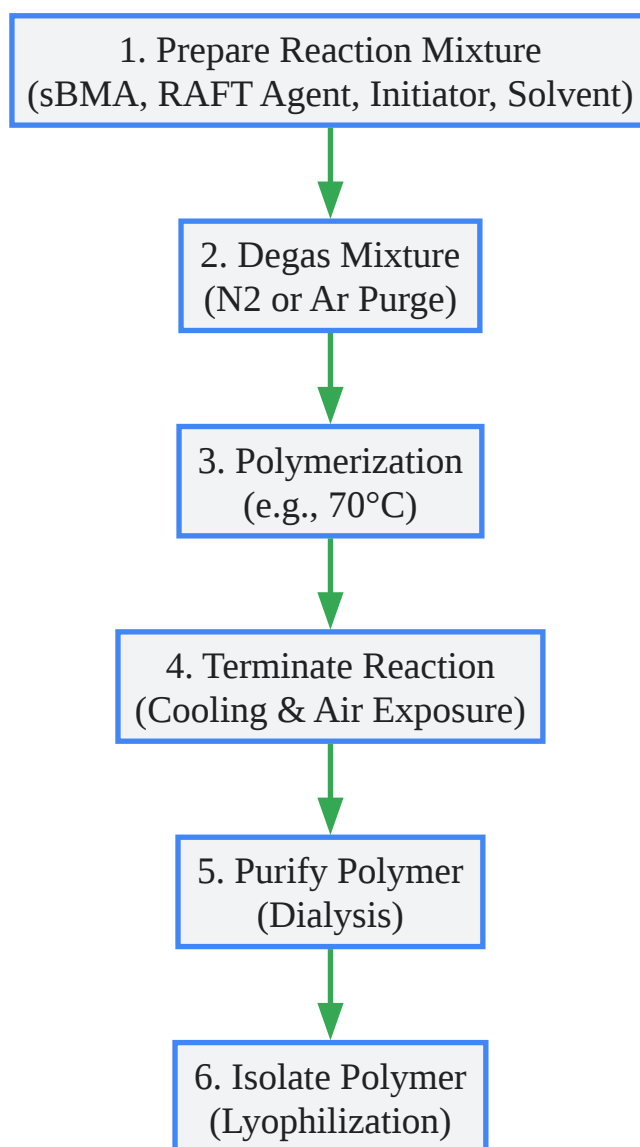 1. Prepare Reaction Mixture
(sBMA, RAFT Agent, Initiator, Solvent)
2. Degas Mixture
(N2 or Ar Purge)
3. Polymerization
(e.g., 70°C)
4. Terminate Reaction
(Cooling & Air Exposure)
5. Purify Polymer
(Dialysis)
6. Isolate Polymer
(Lyophilization)